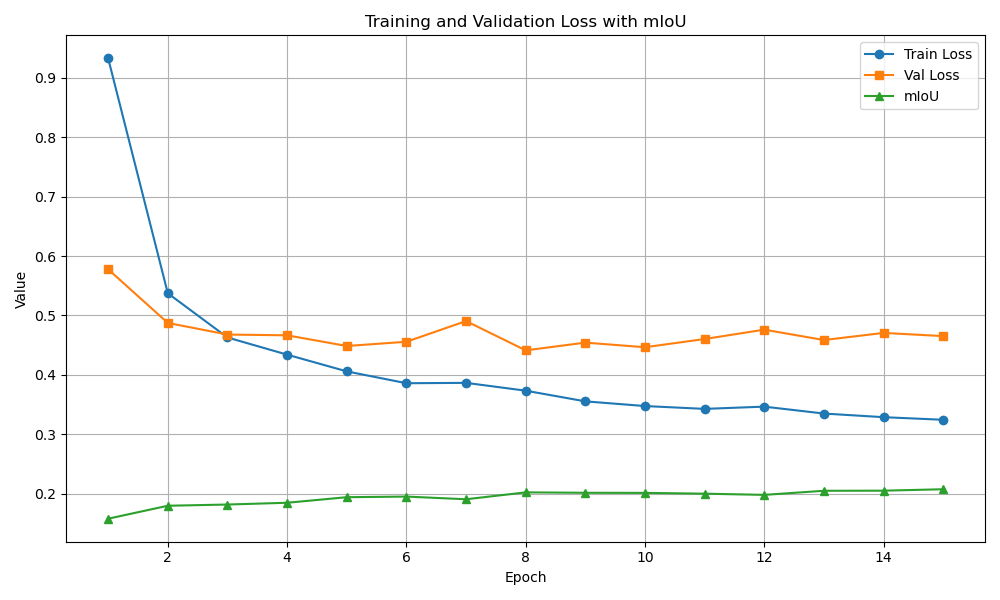 Training and Validation Loss with mIoU
Train Loss
Val Loss
mIoU
0.9
0.8
0.7
0.6
0.5
0.4
0.3
0.2
Value
2 4 6 8 10 12 14
Epoch